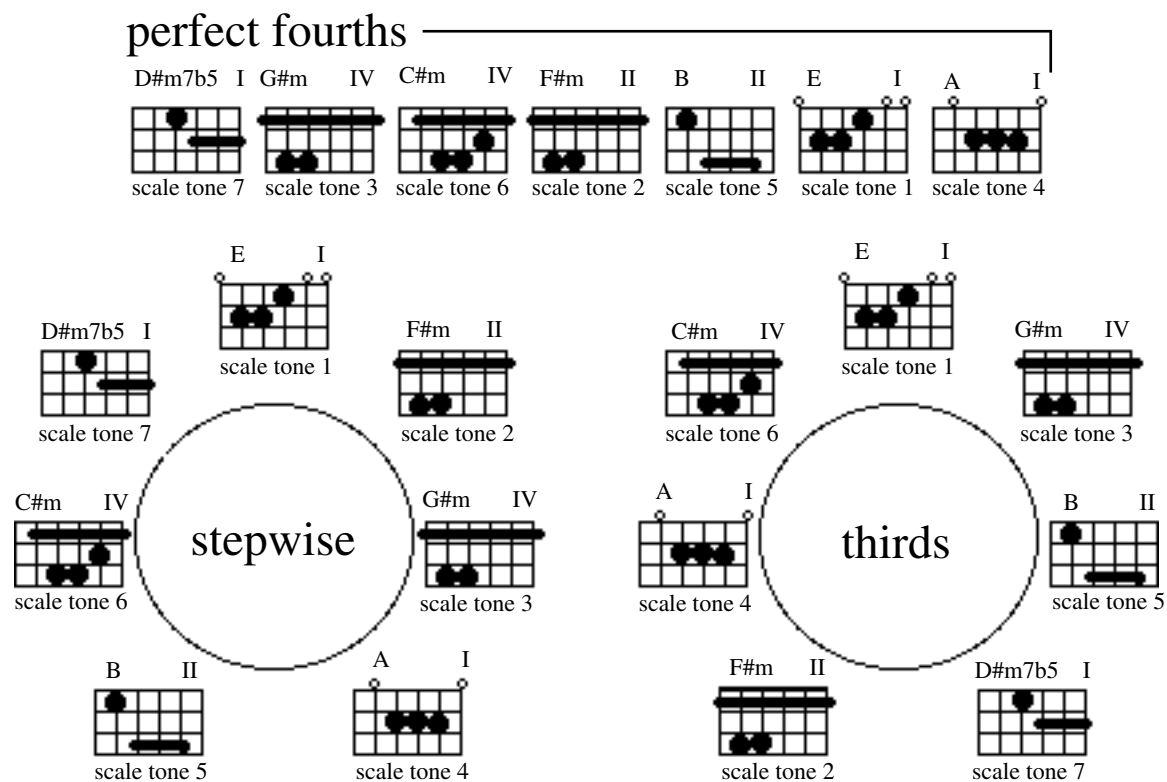 perfect fourths
D#m7b5 I G#m IV C#m IV F#m II B II E I A I
scale tone 7 scale tone 3 scale tone 6 scale tone 2 scale tone 5 scale tone 1 scale tone 4
E I
scale tone 1
D#m7b5 I
scale tone 7
F#m II
scale tone 2
C#m IV
scale tone 6
stepwise
G#m IV
scale tone 3
B II
scale tone 5
A I
scale tone 4
E I
scale tone 1
C#m IV
scale tone 6
G#m IV
scale tone 3
A I
scale tone 4
thirds
B II
scale tone 5
F#m II
scale tone 2
D#m7b5 I
scale tone 7